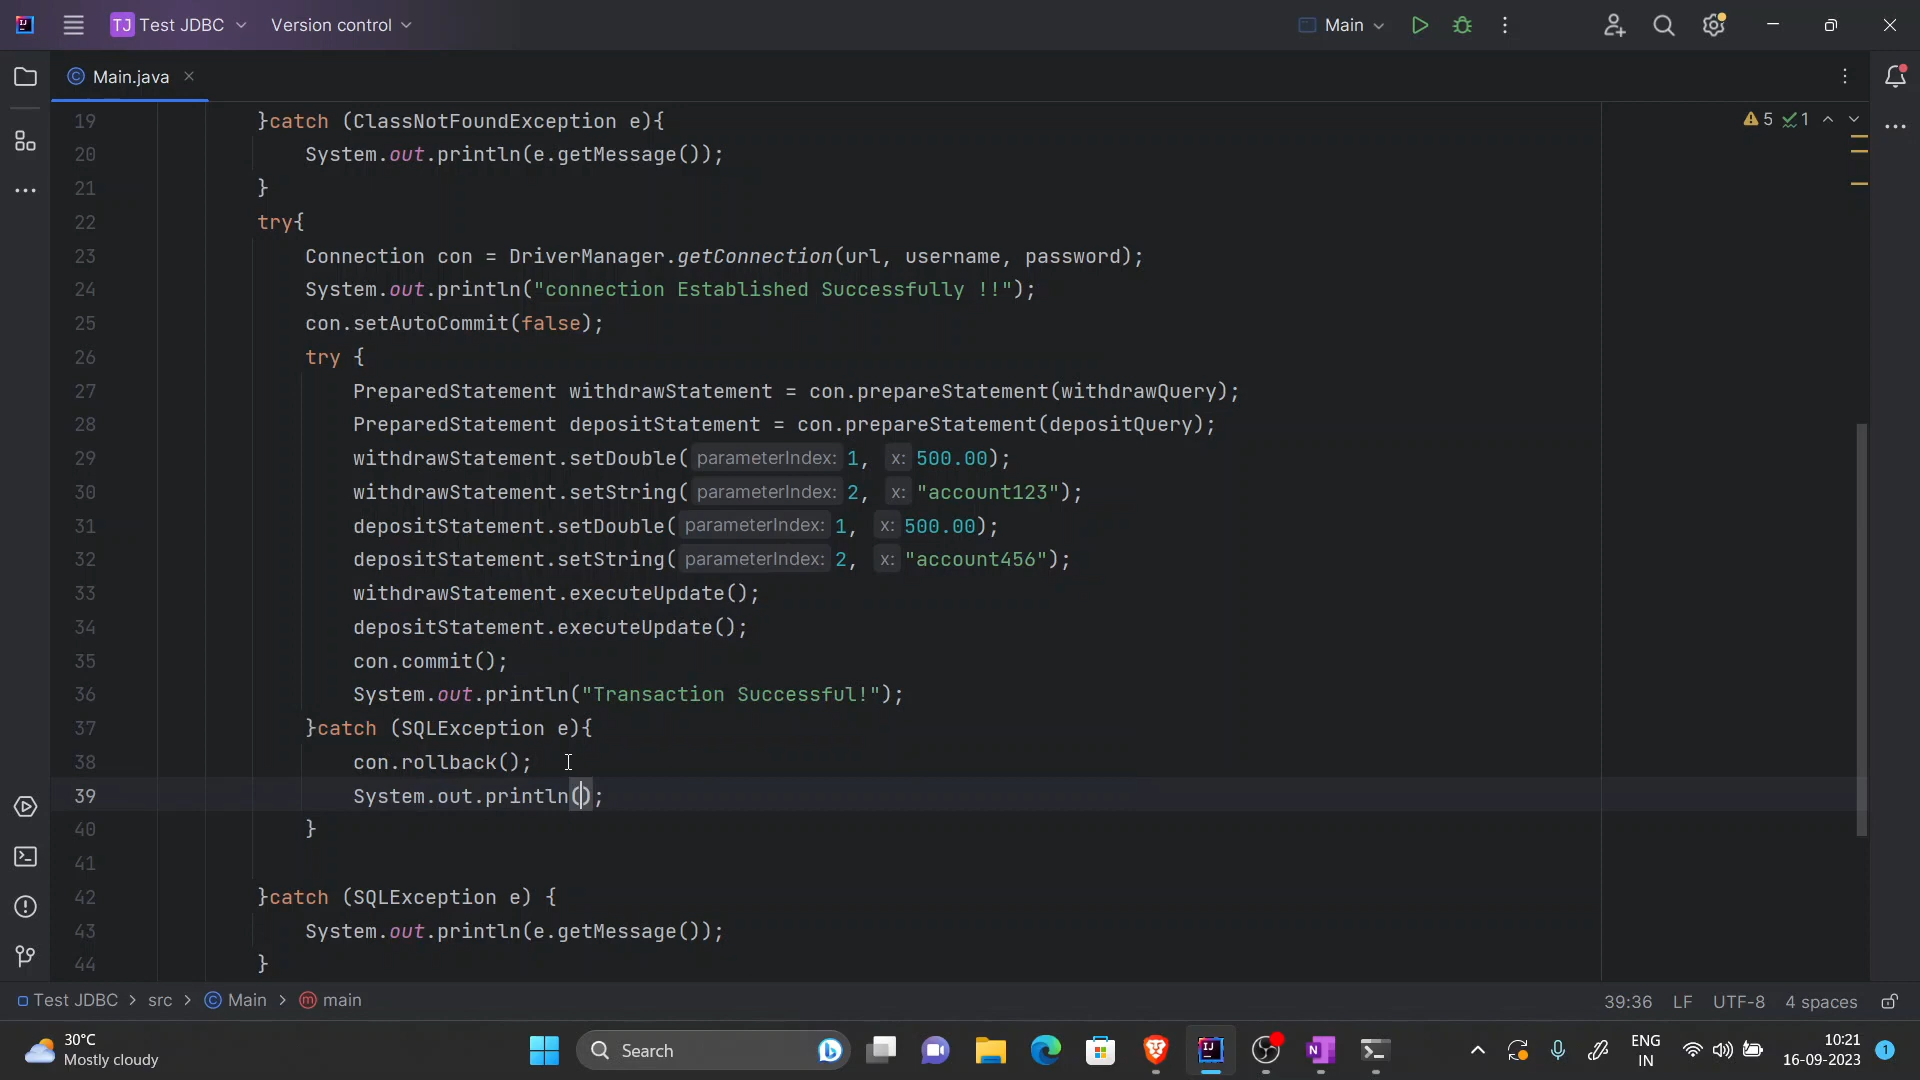 TJ Test JDBC Version control Main
Main.java
5 1
19 }catch (ClassNotFoundException e){
20 System.out.println(e.getMessage());
21 }
22 try{
23 Connection con = DriverManager.getConnection(url, username, password);
24 System.out.println("connection Established Successfully !!");
25 con.setAutoCommit(false);
26 try {
27 PreparedStatement withdrawStatement = con.prepareStatement(withdrawQuery);
28 PreparedStatement depositStatement = con.prepareStatement(depositQuery);
29 withdrawStatement.setDouble( parameterIndex: 1, x: 500.00);
30 withdrawStatement.setString( parameterIndex: 2, x: "account123");
31 depositStatement.setDouble( parameterIndex: 1, x: 500.00);
32 depositStatement.setString( parameterIndex: 2, x: "account456");
33 withdrawStatement.executeUpdate();
34 depositStatement.executeUpdate();
35 con.commit();
36 System.out.println("Transaction Successful!");
37 }catch (SQLException e){
38 con.rollback();
39 System.out.println();
40 }
41
42 }catch (SQLException e) {
43 System.out.println(e.getMessage());
44 }
Test JDBC > src > Main > main 39:36 LF UTF-8 4 spaces
30°C
Mostly cloudy
Search
ENG
IN
10:21
16-09-2023
1